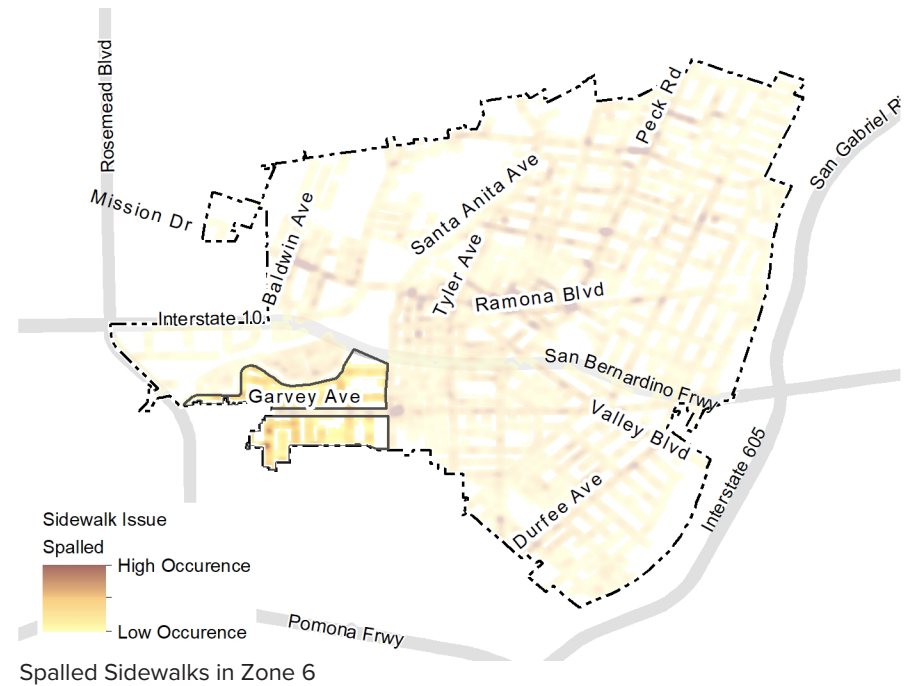 Rosemead Blvd
Peck Rd
San Gabriel Ri
Mission Dr
Baldwin Ave
Santa Anita Ave
Tyler Ave
Ramona Blvd
Interstate 10
San Bernardino Frwy
Garvey Ave
Valley Blvd
Interstate 605
Durfee Ave
Sidewalk Issue
Spalled
High Occurence
Low Occurence
Pomona Frwy
Spalled Sidewalks in Zone 6